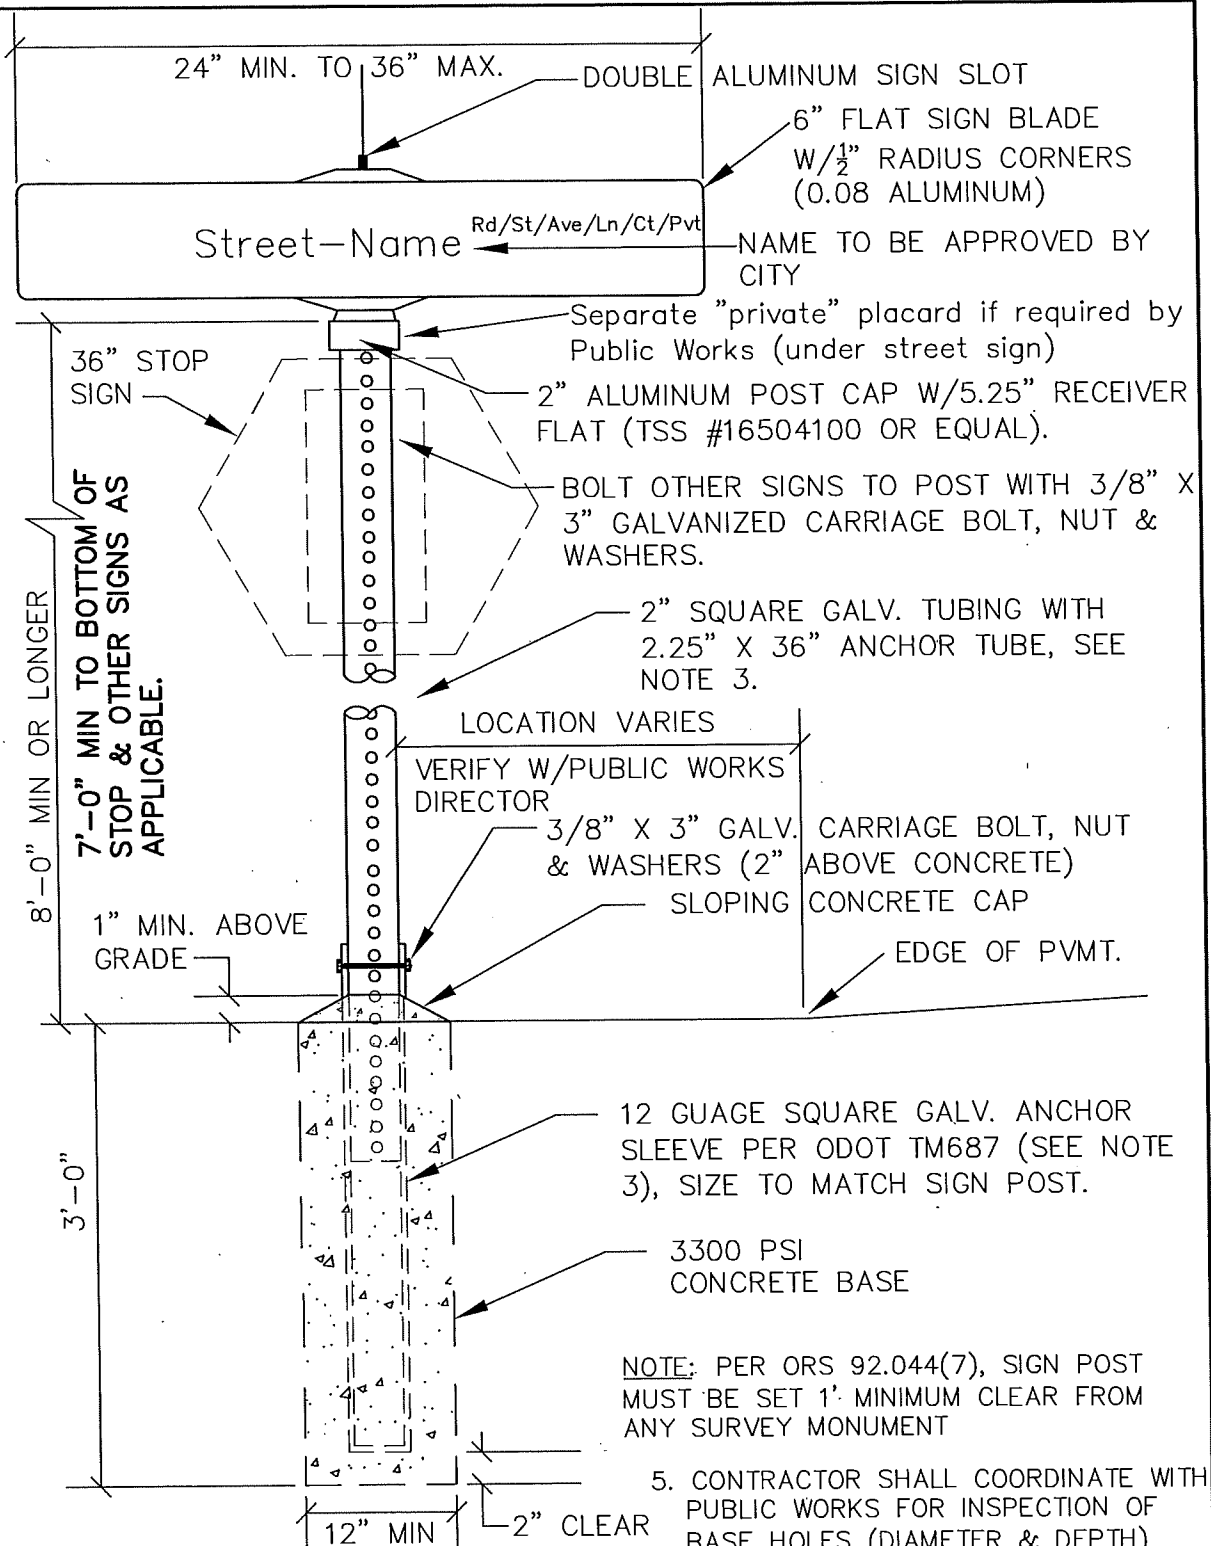 24" MIN. TO 36" MAX.
DOUBLE ALUMINUM SIGN SLOT
6" FLAT SIGN BLADE
W/½" RADIUS CORNERS
(0.08 ALUMINUM)
Street-Name Rd/St/Ave/Ln/Ct/Pvt
NAME TO BE APPROVED BY
CITY
Separate "private" placard if required by
Public Works (under street sign)
36" STOP
SIGN
2" ALUMINUM POST CAP W/5.25" RECEIVER
FLAT (TSS #16504100 OR EQUAL).
BOLT OTHER SIGNS TO POST WITH 3/8" X
3" GALVANIZED CARRIAGE BOLT, NUT &
WASHERS.
8'-0" MIN OR LONGER
7'-0" MIN TO BOTTOM OF
STOP & OTHER SIGNS AS
APPLICABLE.
2" SQUARE GALV. TUBING WITH
2.25" X 36" ANCHOR TUBE, SEE
NOTE 3.
LOCATION VARIES
VERIFY W/PUBLIC WORKS
DIRECTOR
3/8" X 3" GALV. CARRIAGE BOLT, NUT
& WASHERS (2" ABOVE CONCRETE)
SLOPING CONCRETE CAP
1" MIN. ABOVE
GRADE
EDGE OF PVMT.
3'-0"
12 GUAGE SQUARE GALV. ANCHOR
SLEEVE PER ODOT TM687 (SEE NOTE
3), SIZE TO MATCH SIGN POST.
3300 PSI
CONCRETE BASE
NOTE: PER ORS 92.044(7), SIGN POST
MUST BE SET 1' MINIMUM CLEAR FROM
ANY SURVEY MONUMENT
5. CONTRACTOR SHALL COORDINATE WITH
PUBLIC WORKS FOR INSPECTION OF
BASE HOLES (DIAMETER & DEPTH)
12" MIN
2" CLEAR